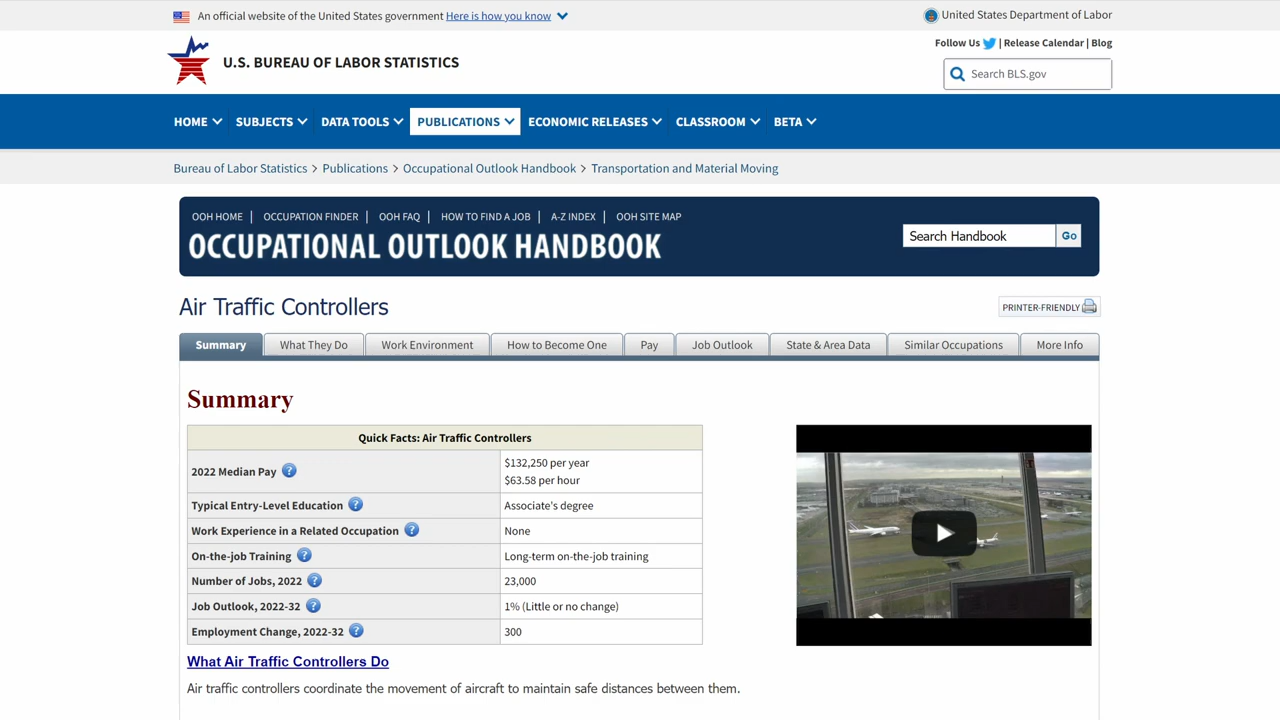 An official website of the United States government Here is how you know
United States Department of Labor
Follow Us | Release Calendar | Blog
U.S. BUREAU OF LABOR STATISTICS
Search BLS.gov
HOME SUBJECTS DATA TOOLS PUBLICATIONS ECONOMIC RELEASES CLASSROOM BETA
Bureau of Labor Statistics > Publications > Occupational Outlook Handbook > Transportation and Material Moving
OOH HOME | OCCUPATION FINDER | OOH FAQ | HOW TO FIND A JOB | A-Z INDEX | OOH SITE MAP
OCCUPATIONAL OUTLOOK HANDBOOK
Search Handbook Go
Air Traffic Controllers
PRINTER-FRIENDLY
Summary What They Do Work Environment How to Become One Pay Job Outlook State & Area Data Similar Occupations More Info
Summary
Quick Facts: Air Traffic Controllers
2022 Median Pay ? $132,250 per year
$63.58 per hour
Typical Entry-Level Education ? Associate's degree
Work Experience in a Related Occupation ? None
On-the-job Training ? Long-term on-the-job training
Number of Jobs, 2022 ? 23,000
Job Outlook, 2022-32 ? 1% (Little or no change)
Employment Change, 2022-32 ? 300
What Air Traffic Controllers Do
Air traffic controllers coordinate the movement of aircraft to maintain safe distances between them.